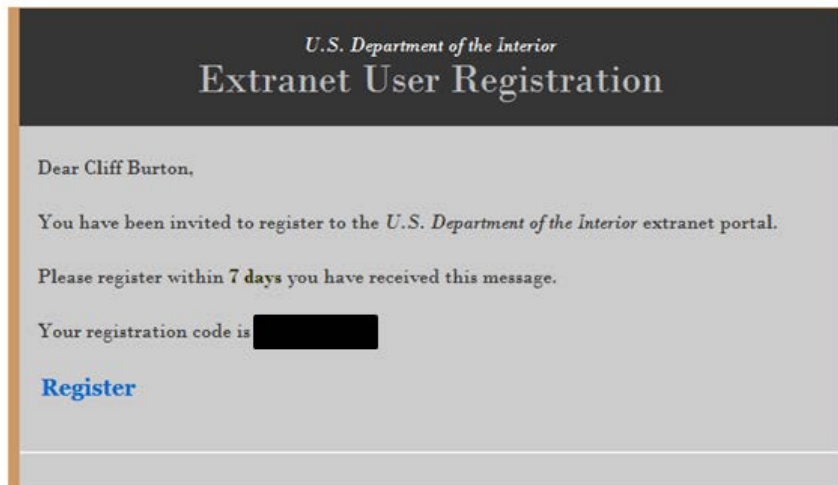 U.S. Department of the Interior
Extranet User Registration
Dear Cliff Burton,
You have been invited to register to the U.S. Department of the Interior extranet portal.
Please register within 7 days you have received this message.
Your registration code is
Register